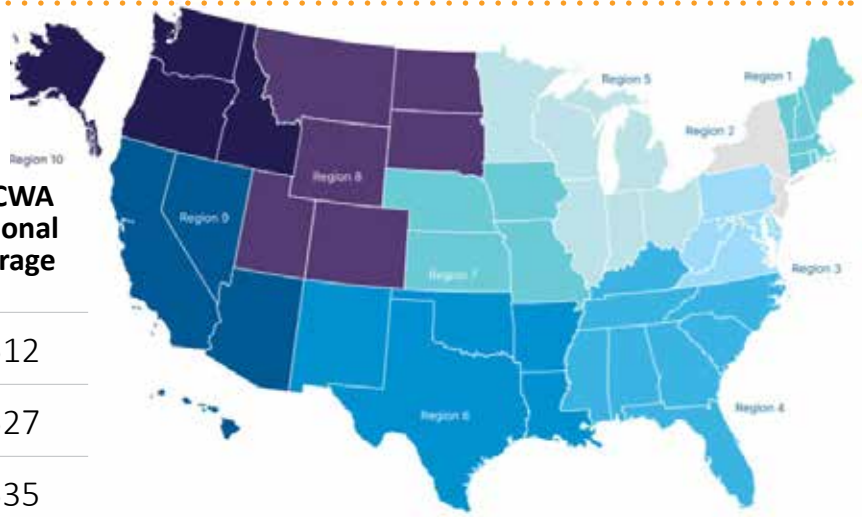 Region 5
Region 1
Region 2
Region 10
Region 8
CWA
ional
rage
Region 9
Region 7
Region 3
12
27
Region 6
Region 4
35